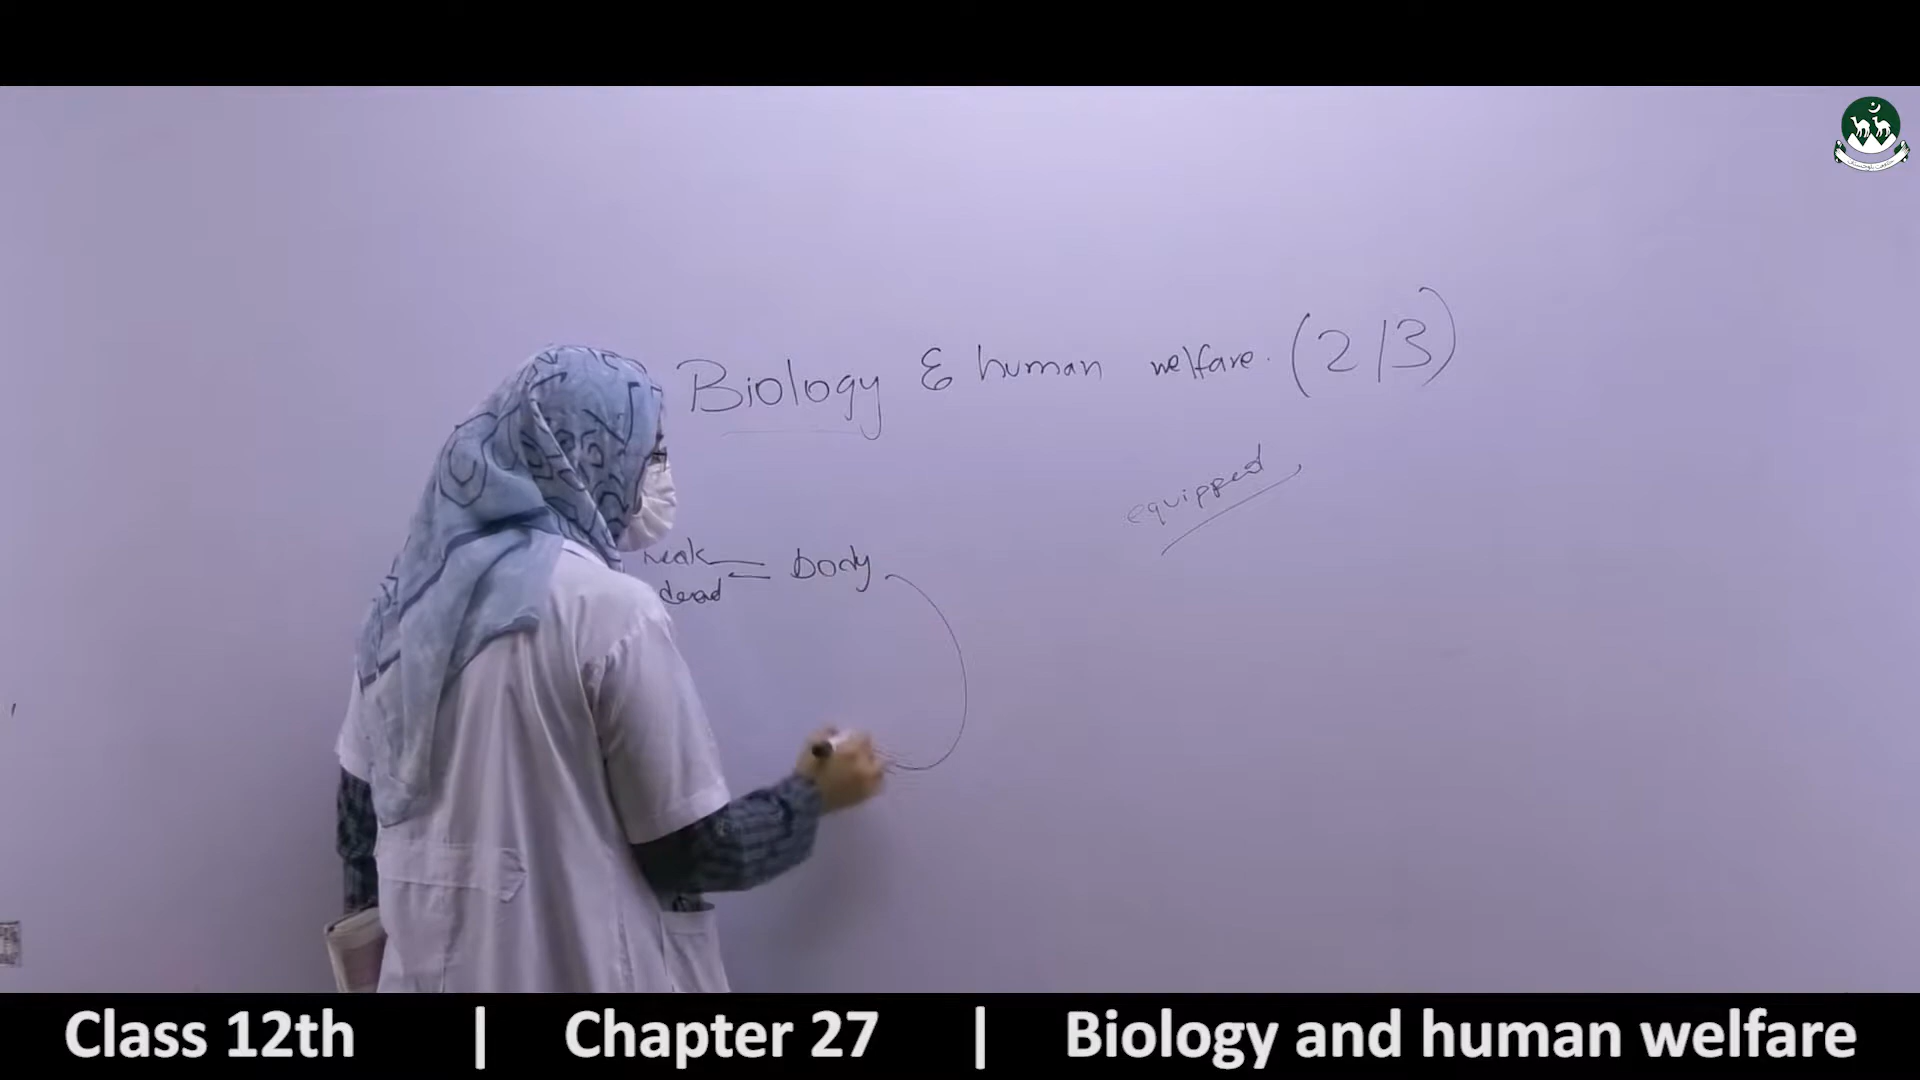 Biology & human welfare. (2/3)
equipped
weak body
dead
Class 12th | Chapter 27 | Biology and human welfare